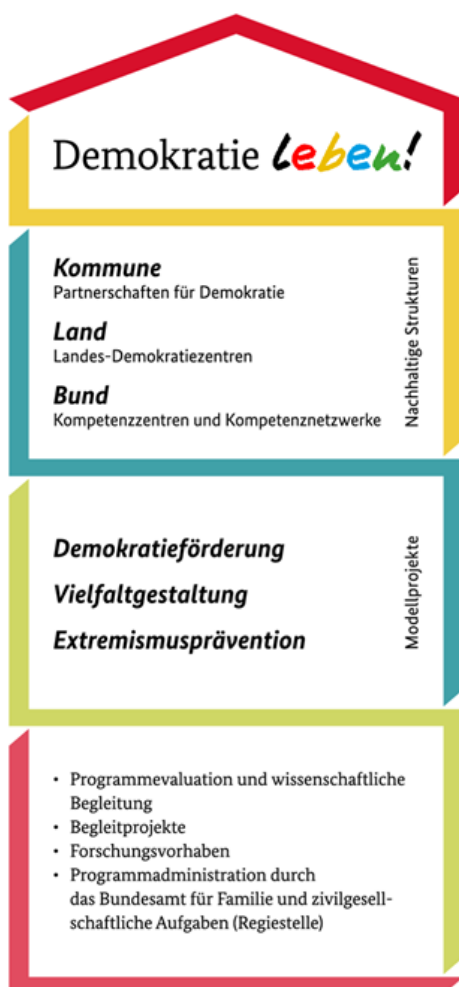 Demokratie leben!
Kommune
Partnerschaften für Demokratie
Land
Landes-Demokratiezentren
Bund
Kompetenzzentren und Kompetenznetzwerke
Nachhaltige Strukturen
Demokratieförderung
Vielfaltgestaltung
Extremismusprävention
Modellprojekte
• Programmevaluation und wissenschaftliche
Begleitung
• Begleitprojekte
• Forschungsvorhaben
• Programmadministration durch
das Bundesamt für Familie und zivilgesell-
schaftliche Aufgaben (Regiestelle)